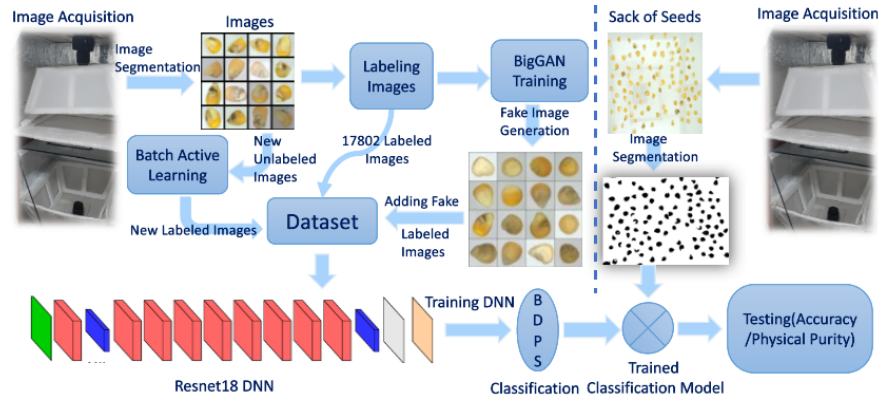 Image Acquisition
Images
Sack of Seeds
Image Acquisition
Image
Segmentation
Labeling
Images
BigGAN
Training
Fake Image
Generation
New
Unlabeled
Images
17802 Labeled
Images
Image
Segmentation
Batch Active
Learning
Dataset
Adding Fake
Labeled
Images
New Labeled Images
Training DNN
B
D
P
S
Testing(Accuracy
/Physical Purity)
Resnet18 DNN
Classification
Trained
Classification Model